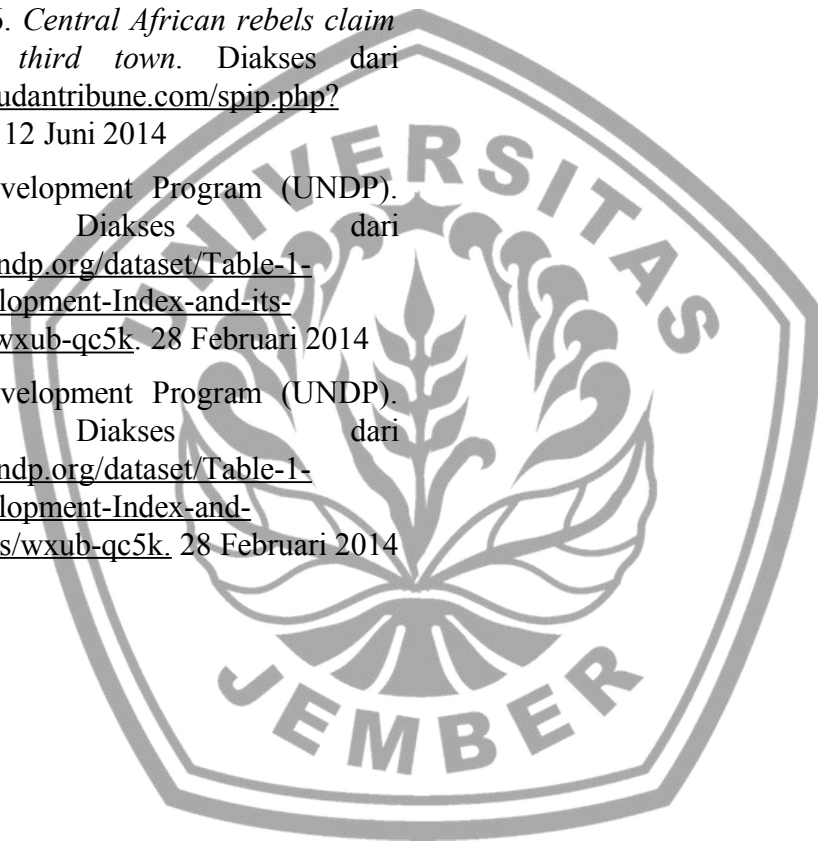 6. Central African rebels claim
third town. Diakses dari
udantribune.com/spip.php?
12 Juni 2014
velopment Program (UNDP).
Diakses dari
ndp.org/dataset/Table-1-
lopment-Index-and-its-
wxub-qc5k. 28 Februari 2014
velopment Program (UNDP).
Diakses dari
ndp.org/dataset/Table-1-
lopment-Index-and-
s/wxub-qc5k. 28 Februari 2014
UNIVERSITAS
JEMBER